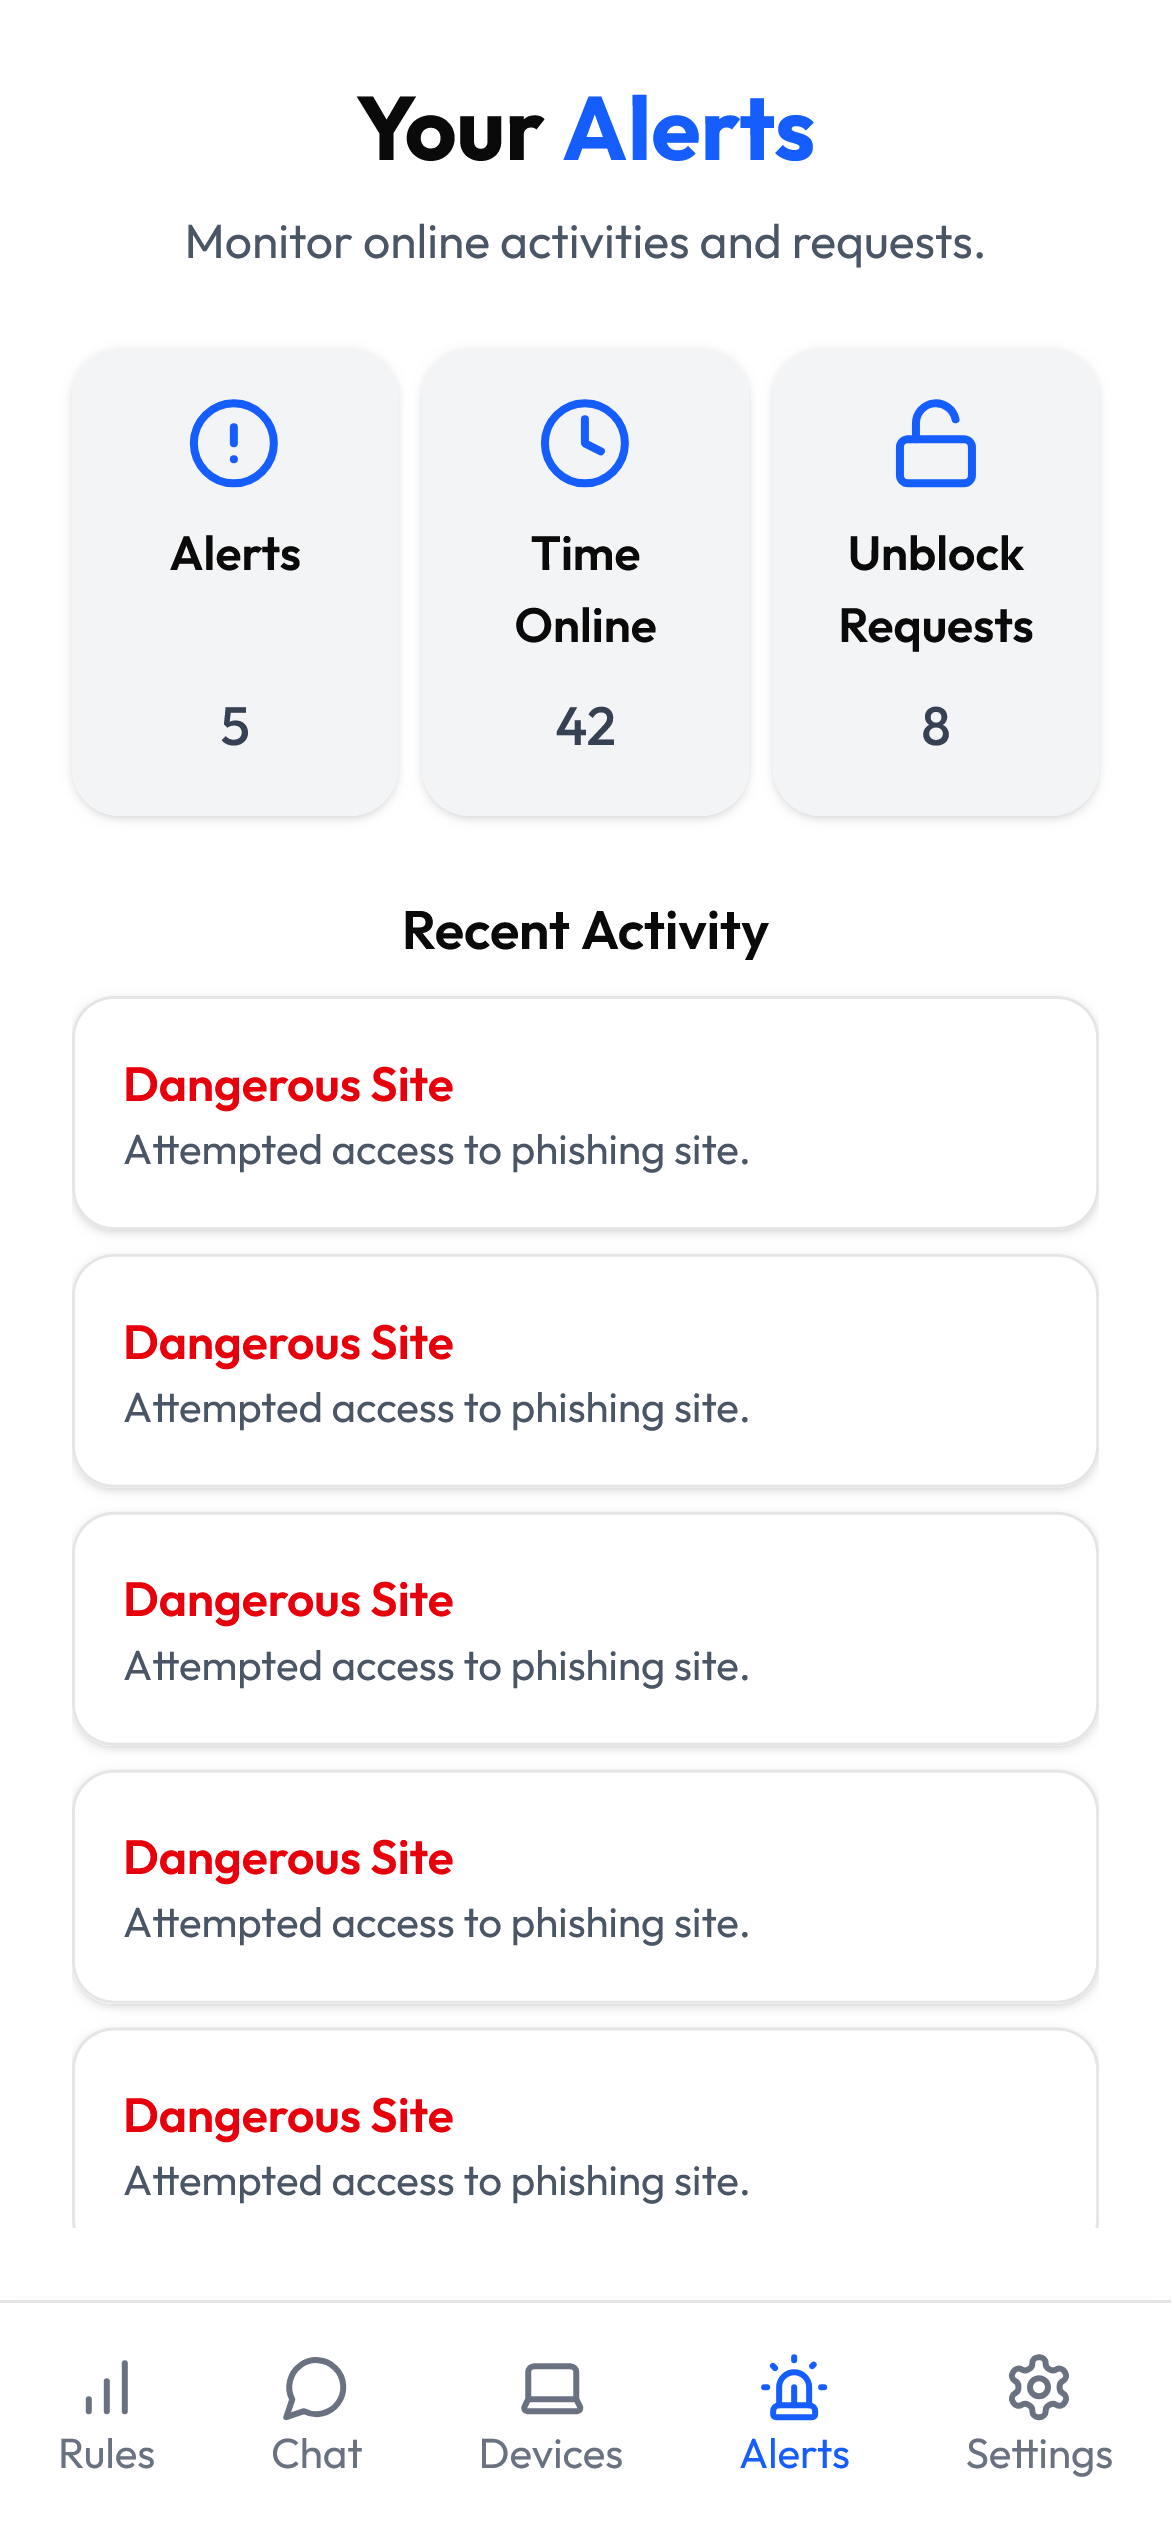 Your Alerts
Monitor online activities and requests.
Alerts
Time
Online
Unblock
Requests
5
42
8
Recent Activity
Dangerous Site
Attempted access to phishing site.
Dangerous Site
Attempted access to phishing site.
Dangerous Site
Attempted access to phishing site.
Dangerous Site
Attempted access to phishing site.
Dangerous Site
Attempted access to phishing site.
Rules
Chat
Devices
Alerts
Settings